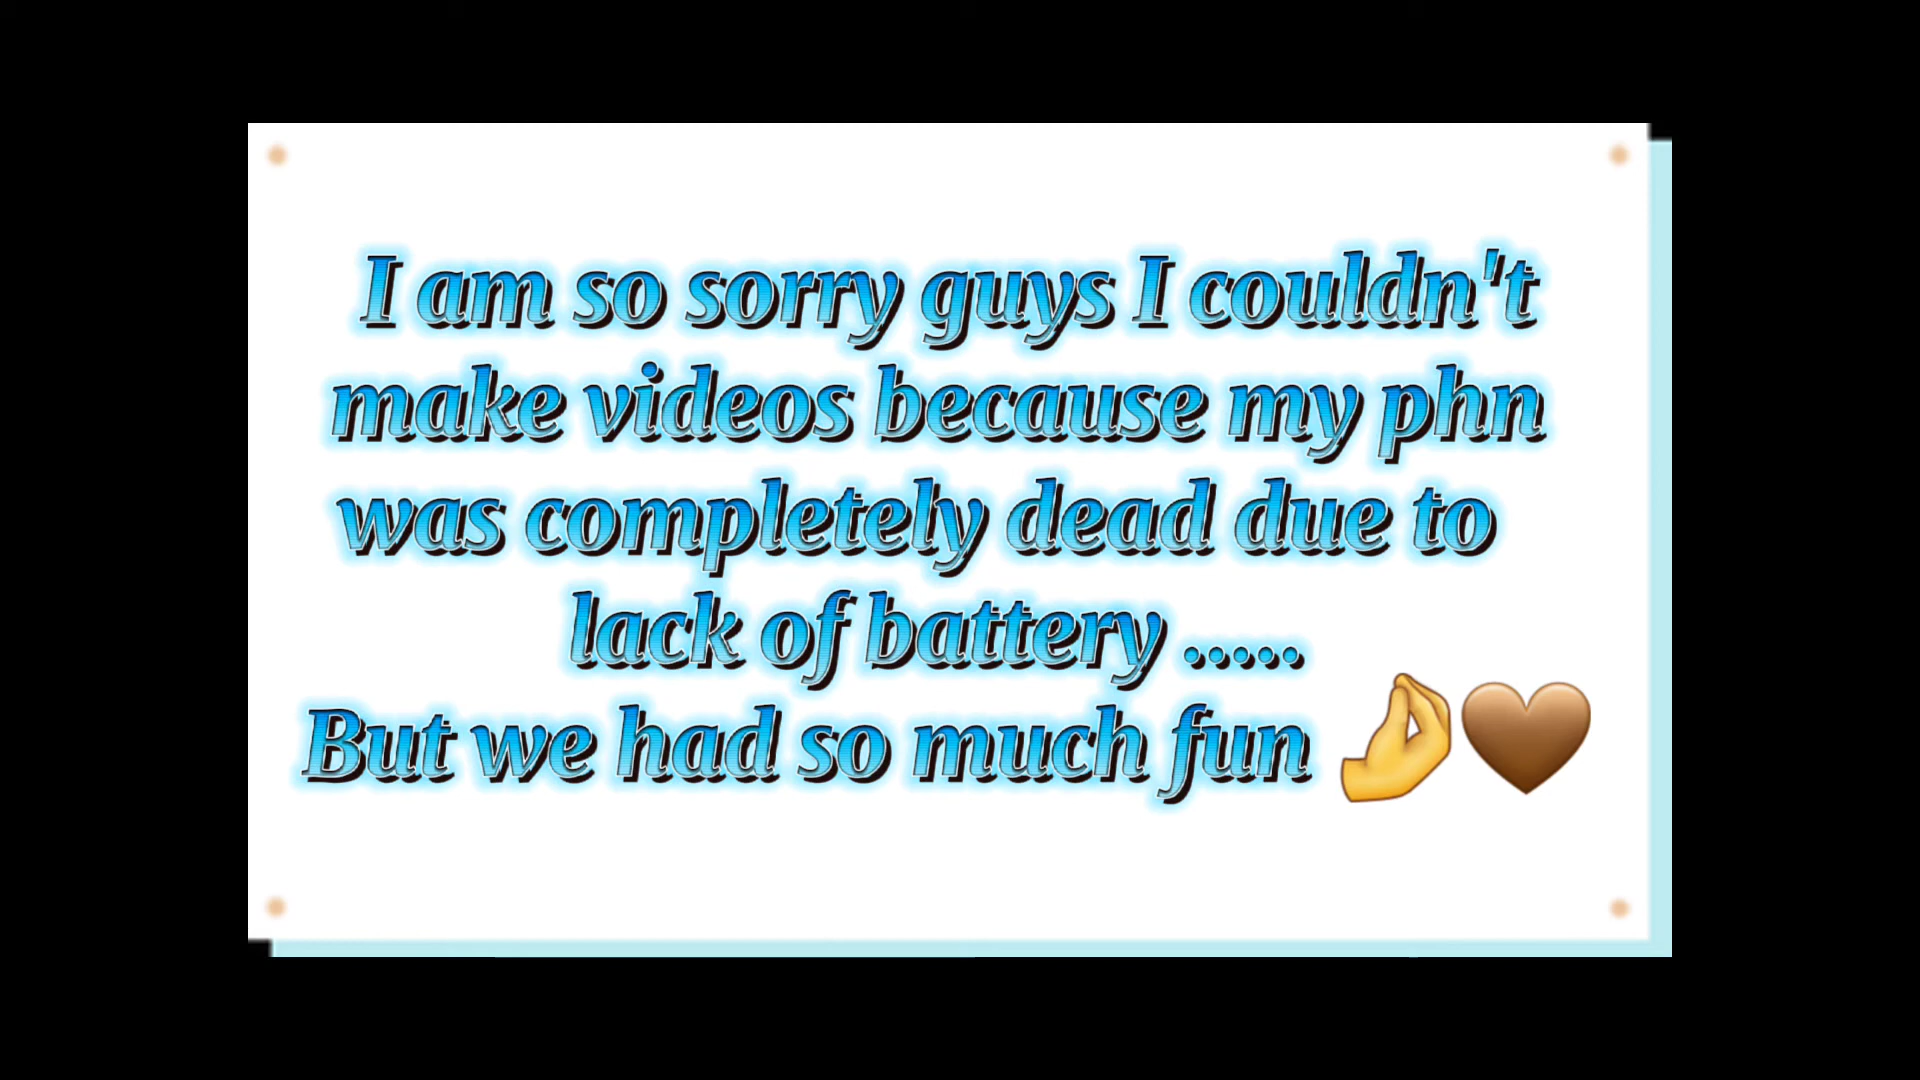 I am so sorry guys I couldn't
make videos because my phn
was completely dead due to
lack of battery .....
But we had so much fun 🤌🤎